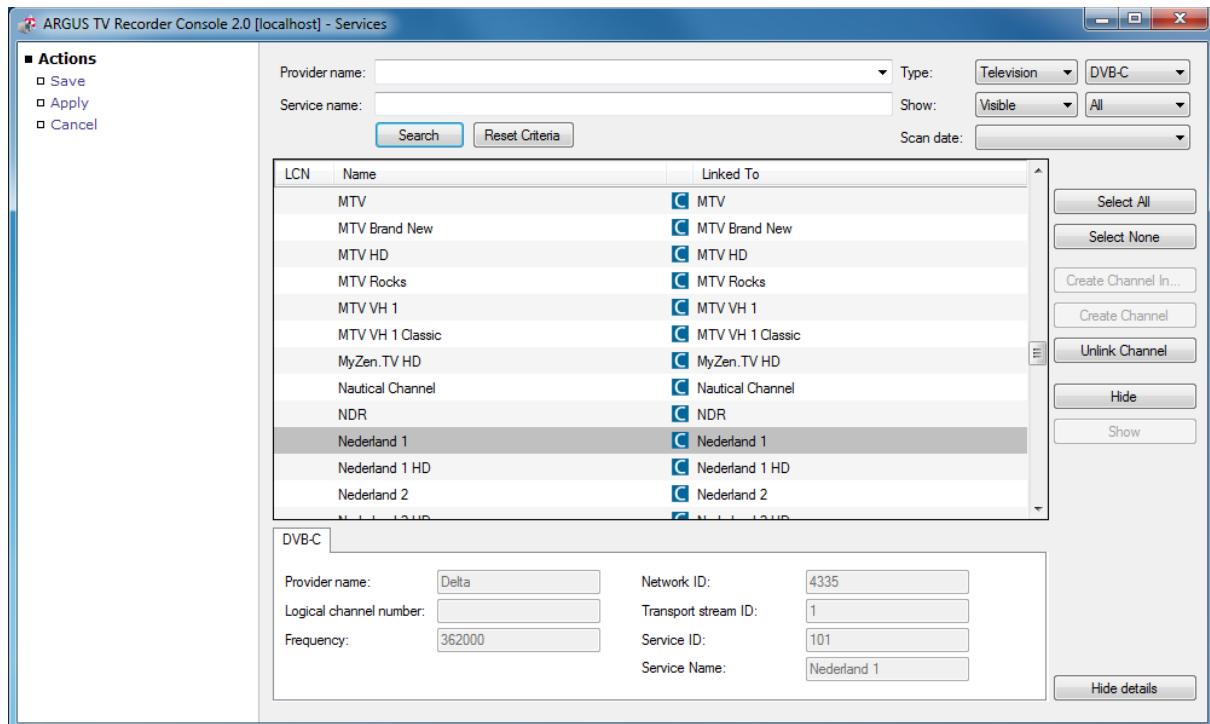 ARGUS TV Recorder Console 2.0 [localhost] - Services
Actions
Save
Apply
Cancel
Provider name: Type: Television DVB-C
Service name: Show: Visible All
Search Reset Criteria Scan date:
LCN Name Linked To
MTV C MTV
MTV Brand New C MTV Brand New
MTV HD C MTV HD
MTV Rocks C MTV Rocks
MTV VH 1 C MTV VH 1
MTV VH 1 Classic C MTV VH 1 Classic
MyZen.TV HD C MyZen.TV HD
Nautical Channel C Nautical Channel
NDR C NDR
Nederland 1 C Nederland 1
Nederland 1 HD C Nederland 1 HD
Nederland 2 C Nederland 2
Select All
Select None
Create Channel In...
Create Channel
Unlink Channel
Hide
Show
DVB-C
Provider name: Delta Network ID: 4335
Logical channel number: Transport stream ID: 1
Frequency: 362000 Service ID: 101
Service Name: Nederland 1
Hide details